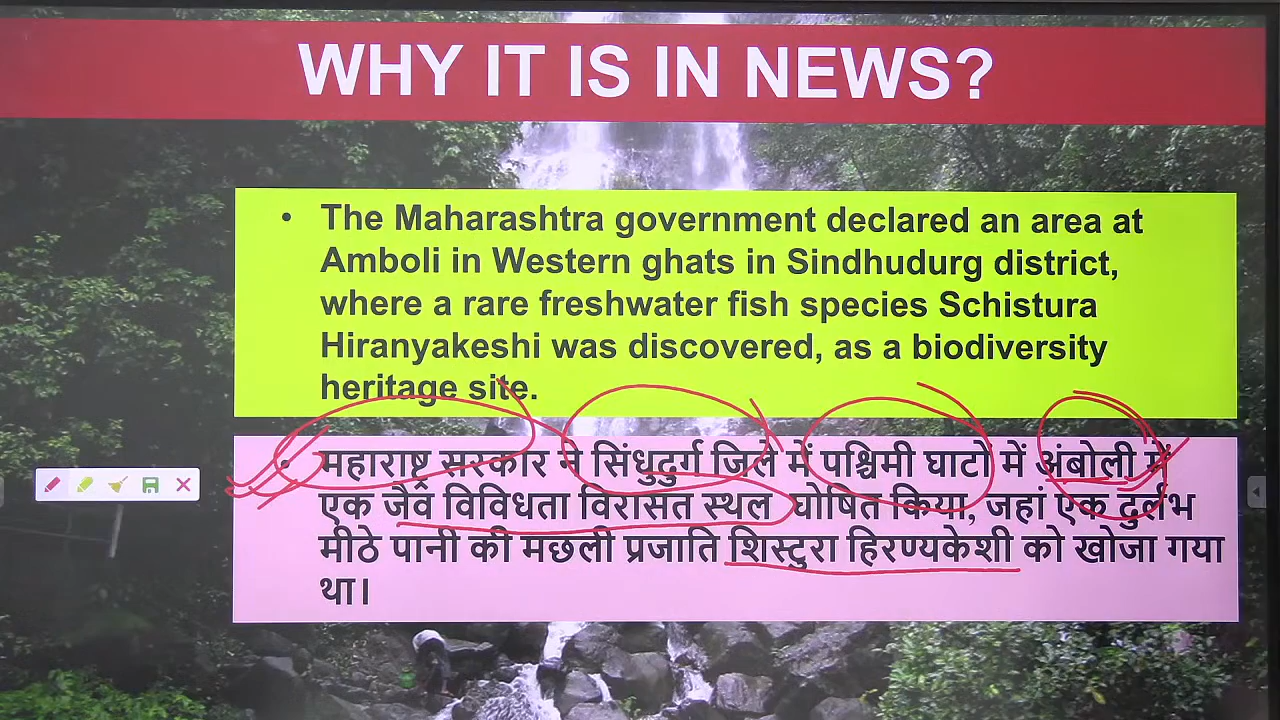 WHY IT IS IN NEWS?
• The Maharashtra government declared an area at
Amboli in Western ghats in Sindhudurg district,
where a rare freshwater fish species Schistura
Hiranyakeshi was discovered, as a biodiversity
heritage site.
• महाराष्ट्र सरकार ने सिंधुदुर्ग जिले में पश्चिमी घाटों में अंबोली में
एक जैव विविधता विरासत स्थल घोषित किया, जहां एक दुर्लभ
मीठे पानी की मछली प्रजाति शिस्टुरा हिरण्यकेशी को खोजा गया
था।